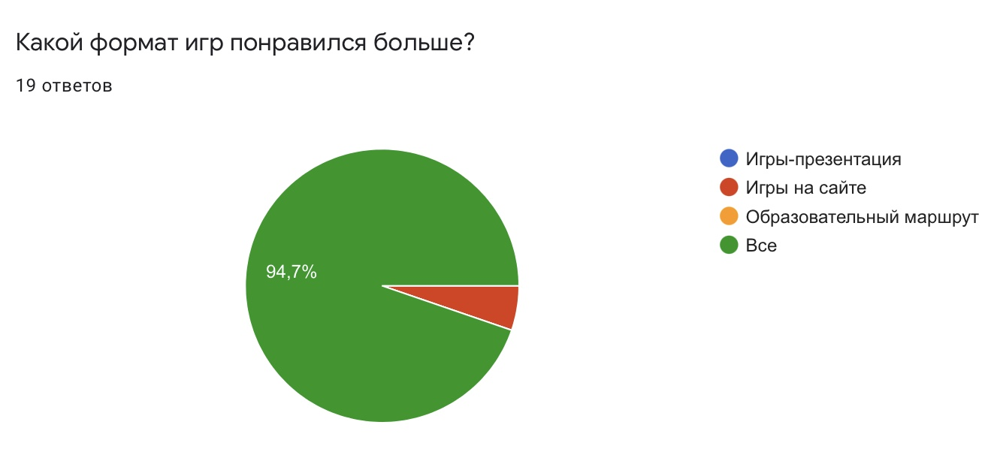 Какой формат игр понравился больше?
19 ответов
94,7%
Игры-презентация
Игры на сайте
Образовательный маршрут
Все